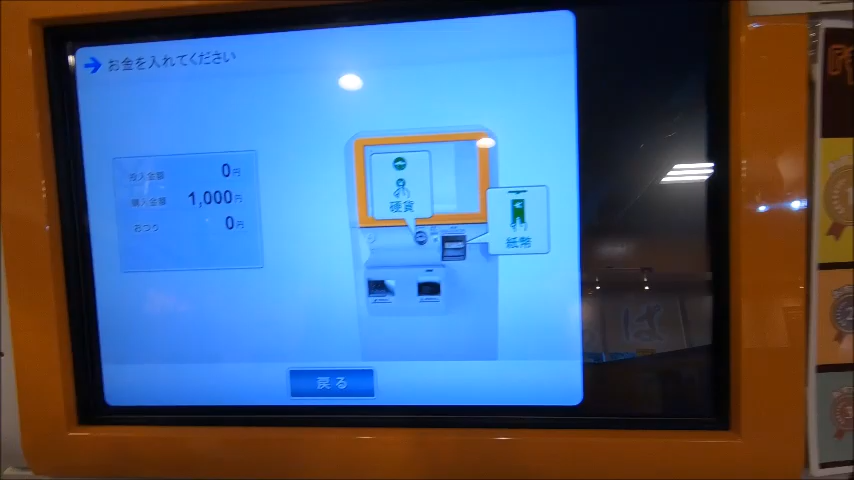 お金を入れてください
投入金額 0円
購入金額 1,000円
おつり 0円
硬貨
紙幣
戻る